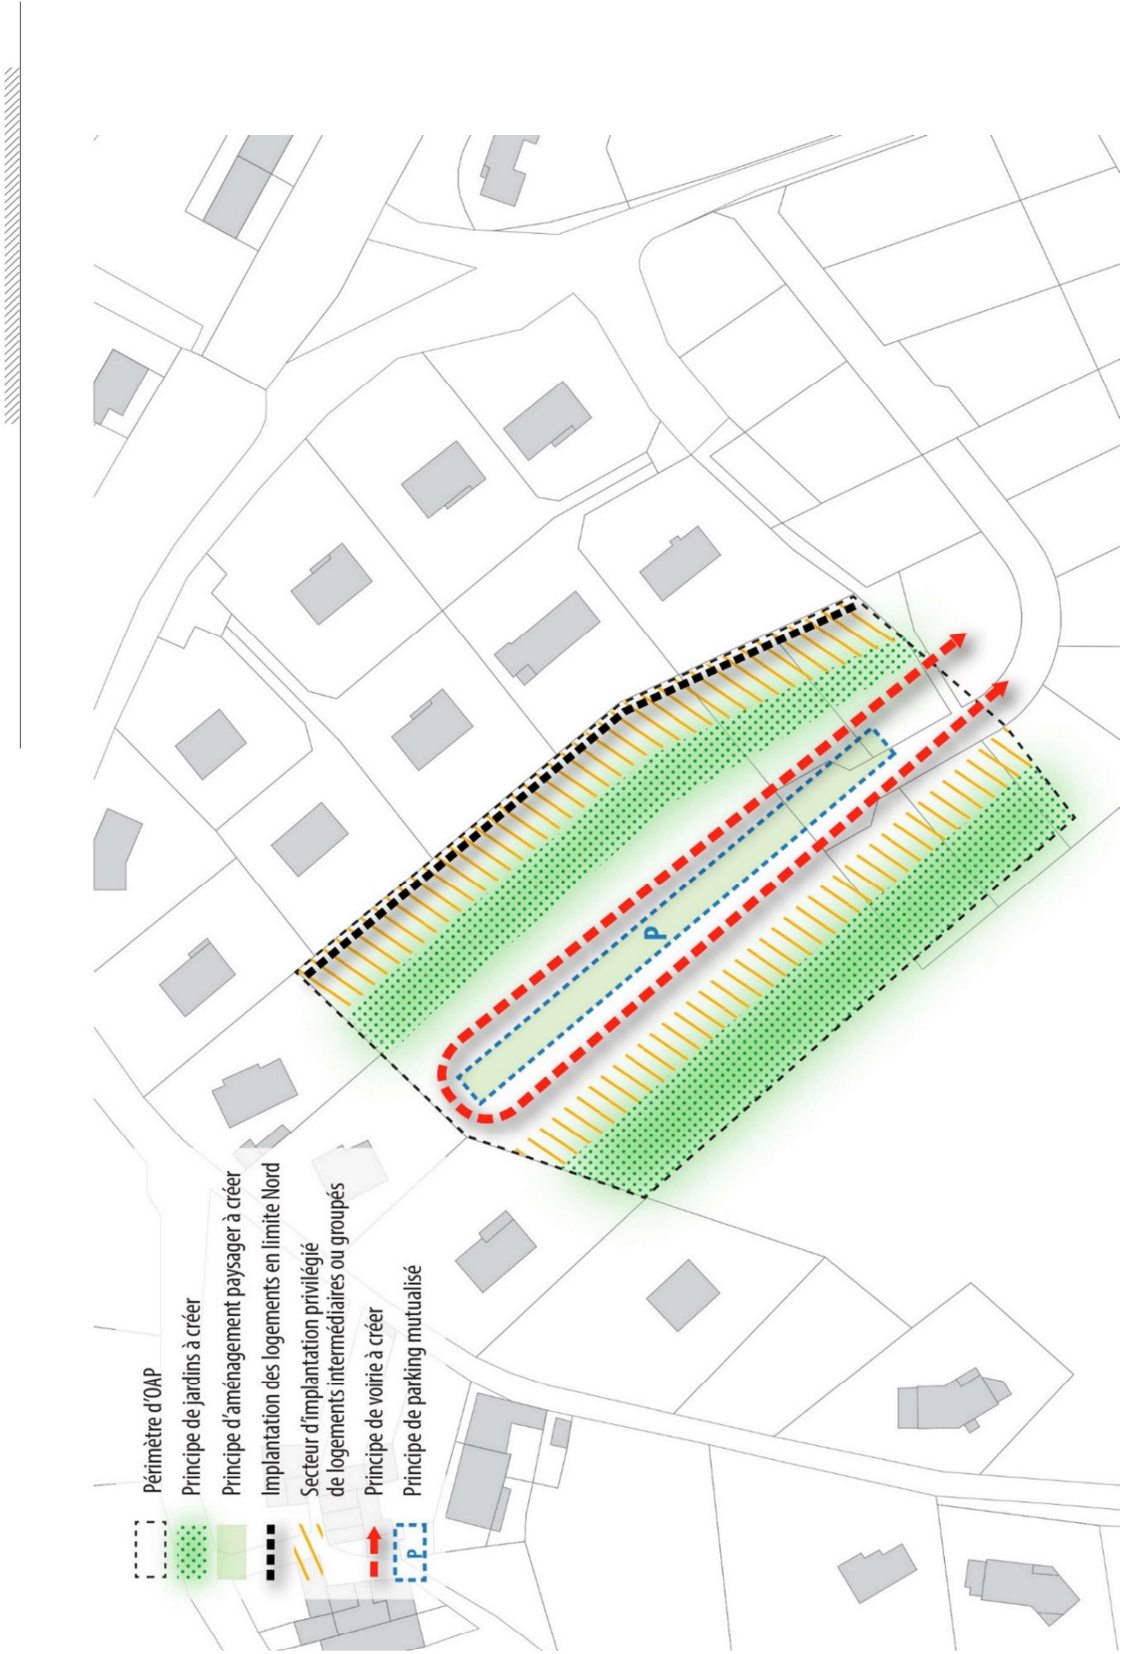 Périmètre d'OAP
Principe de jardins à créer
Principe d'aménagement paysager à créer
Implantation des logements en limite Nord
Secteur d'implantation privilégié
de logements intermédiaires ou groupés
Principe de voirie à créer
P
Principe de parking mutualisé
P